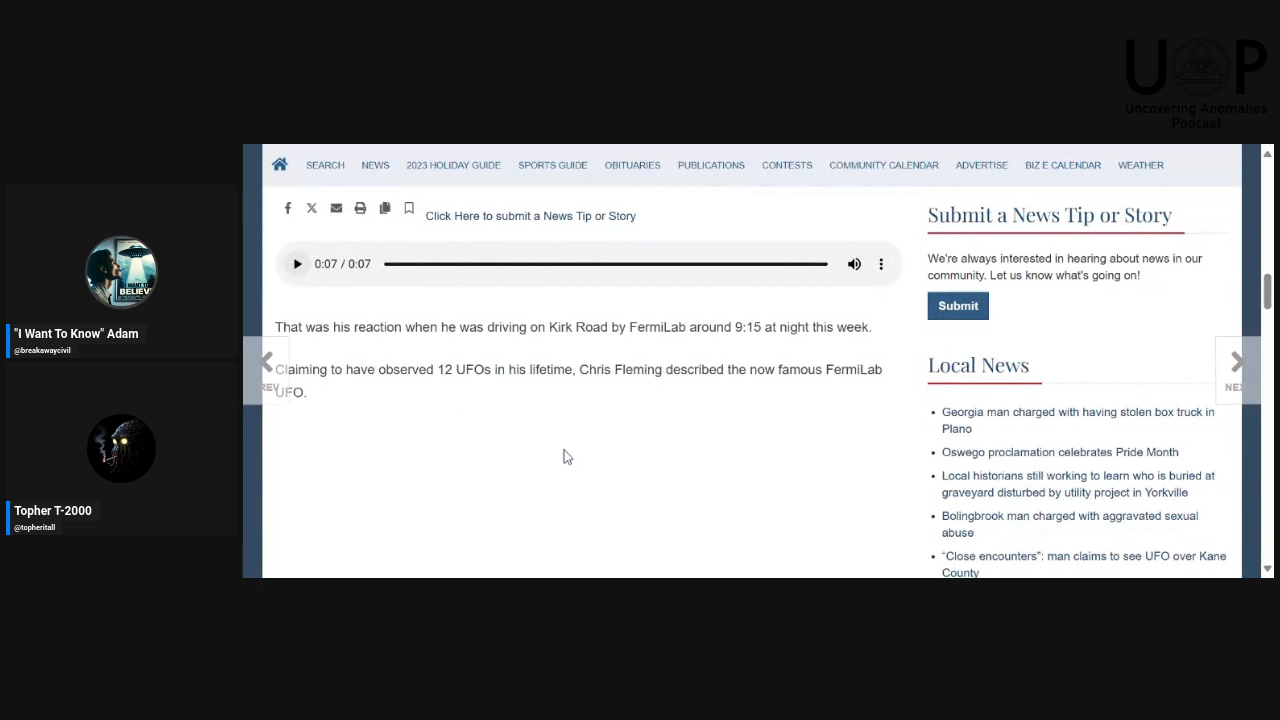 U P
Uncovering Anomalies
Podcast
SEARCH NEWS 2023 HOLIDAY GUIDE SPORTS GUIDE OBITUARIES PUBLICATIONS CONTESTS COMMUNITY CALENDAR ADVERTISE BIZ E CALENDAR WEATHER
Click Here to submit a News Tip or Story
0:07 / 0:07
That was his reaction when he was driving on Kirk Road by FermiLab around 9:15 at night this week.
Claiming to have observed 12 UFOs in his lifetime, Chris Fleming described the now famous FermiLab
UFO.
Submit a News Tip or Story
We're always interested in hearing about news in our
community. Let us know what's going on!
Submit
Local News
Georgia man charged with having stolen box truck in
Plano
Oswego proclamation celebrates Pride Month
Local historians still working to learn who is buried at
graveyard disturbed by utility project in Yorkville
Bolingbrook man charged with aggravated sexual
abuse
“Close encounters”: man claims to see UFO over Kane
County
"I Want To Know" Adam
@breakawaycivil
Topher T-2000
@topheritall